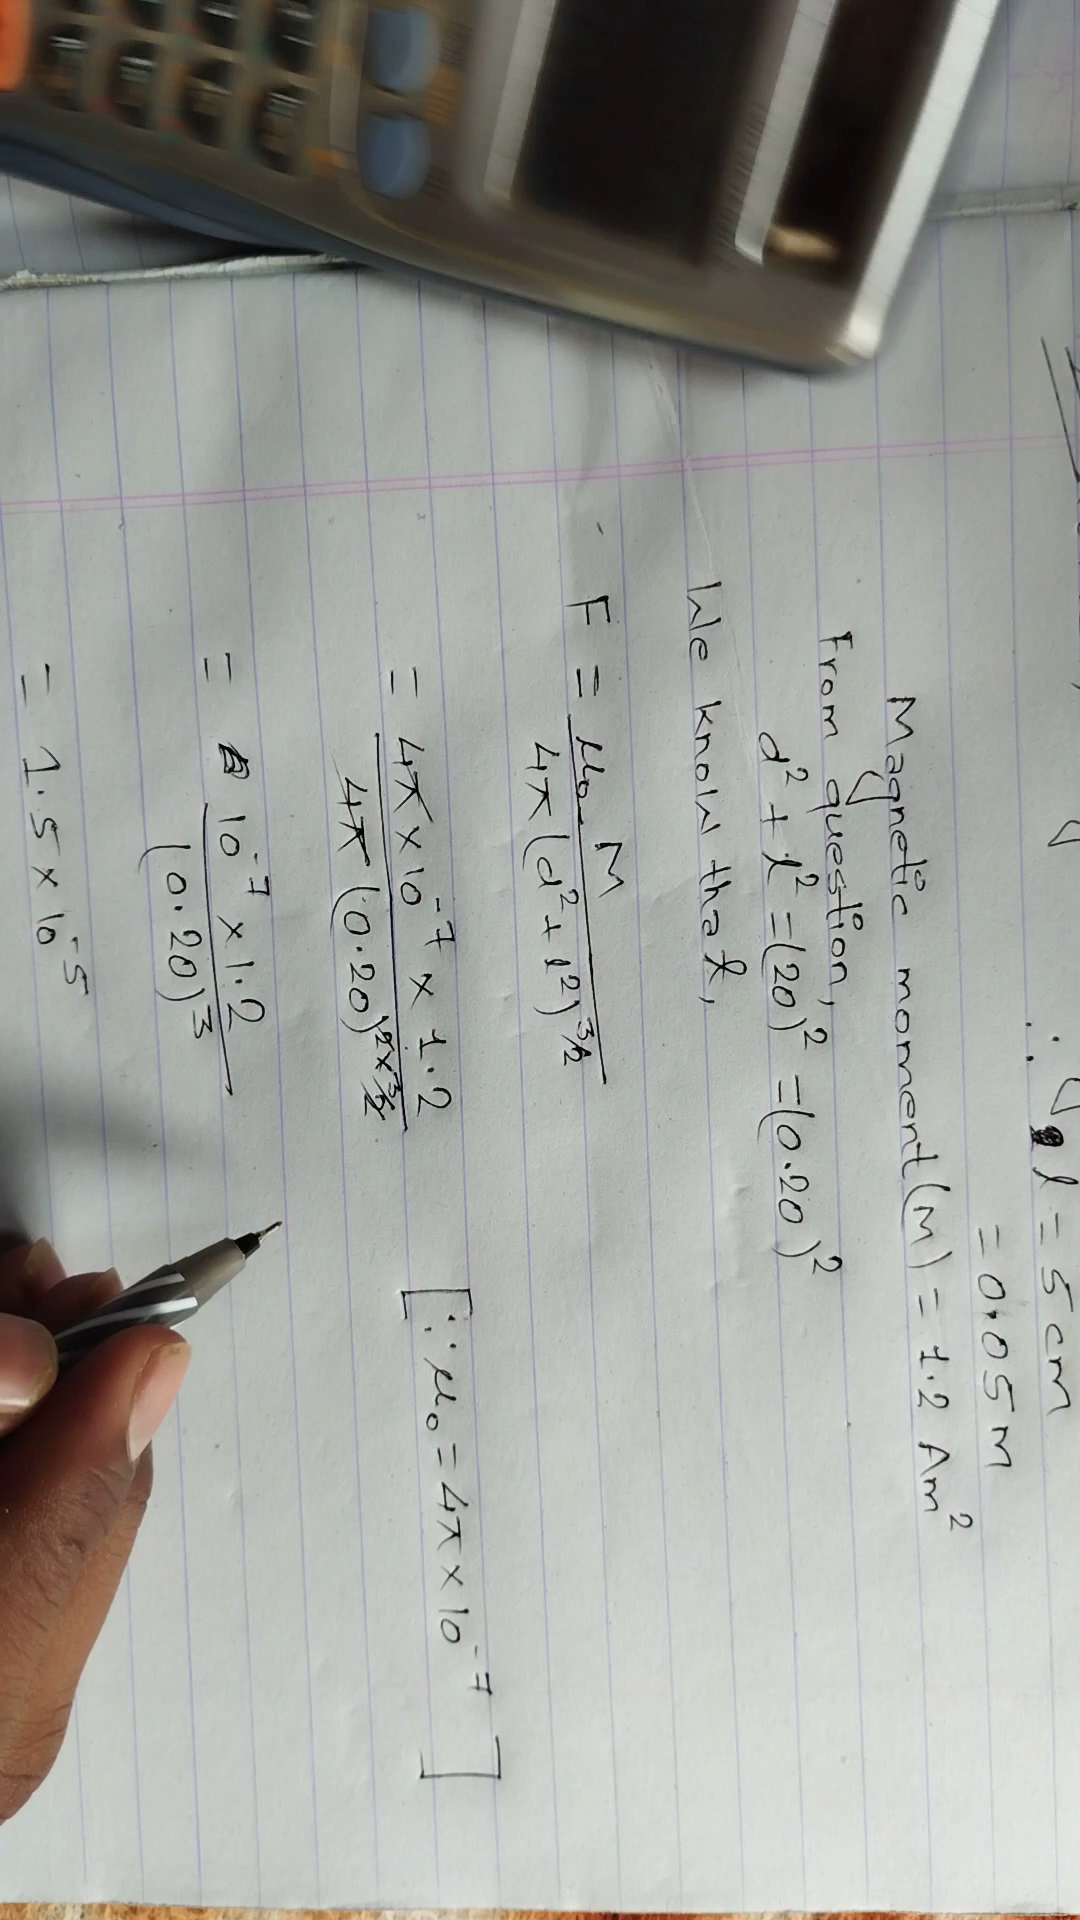 ∴ l = 5 cm
= 0.05 m
Magnetic moment (M) = 1.2 Am²
From question,
d² + l² = (20)² = (0.20)²
We know that,
F = μ₀ M / 4π (d² + l²)^3/2
= 4π × 10⁻⁷ × 1.2 / 4π (0.20)^2×3/2 [∵ μ₀ = 4π × 10⁻⁷]
= 10⁻⁷ × 1.2 / (0.20)³
= 1.5 × 10⁻⁵